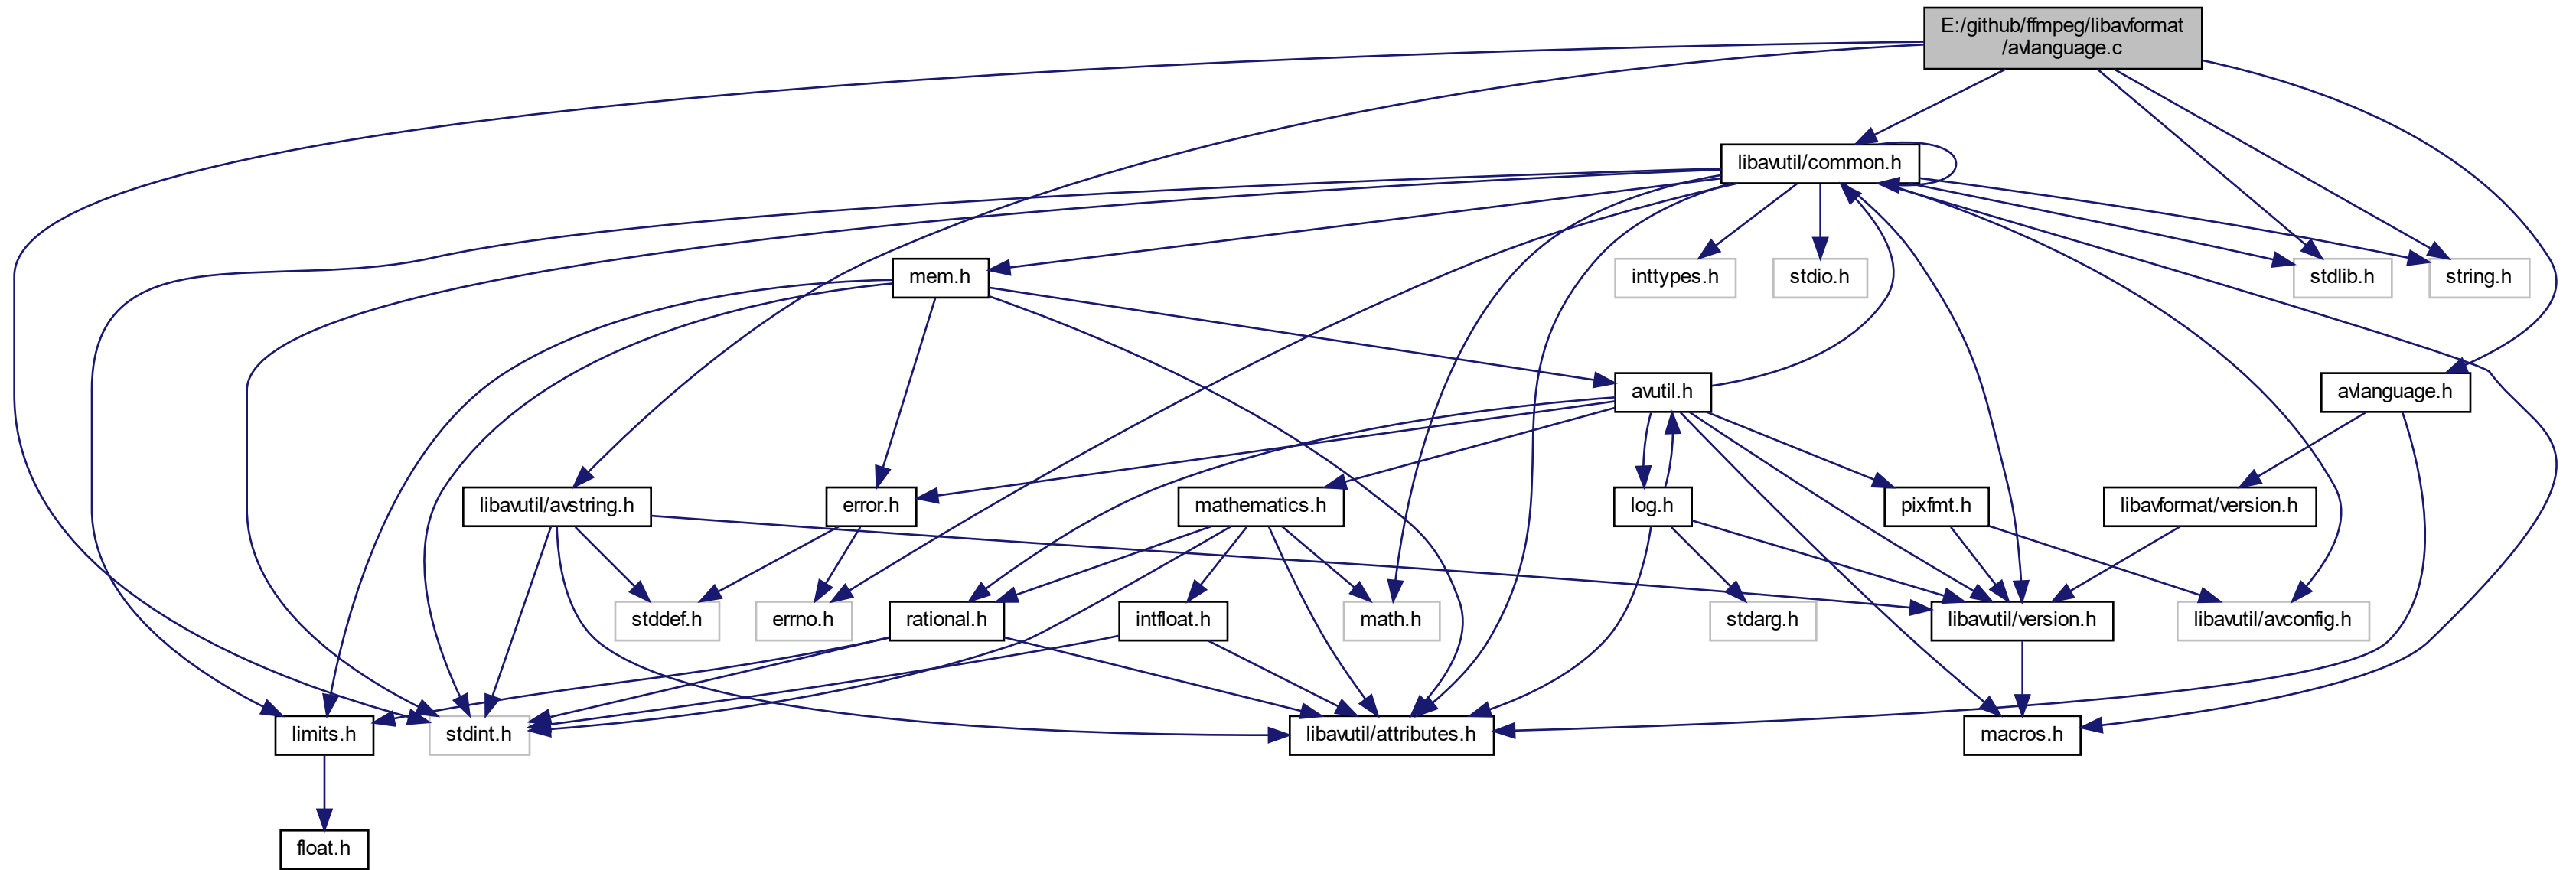 E:/github/ffmpeg/libavformat
/avlanguage.c
libavutil/common.h
mem.h
inttypes.h
stdio.h
stdlib.h
string.h
avutil.h
avlanguage.h
libavutil/avstring.h
error.h
mathematics.h
log.h
pixfmt.h
libavformat/version.h
stddef.h
errno.h
rational.h
intfloat.h
math.h
stdarg.h
libavutil/version.h
libavutil/avconfig.h
limits.h
stdint.h
libavutil/attributes.h
macros.h
float.h